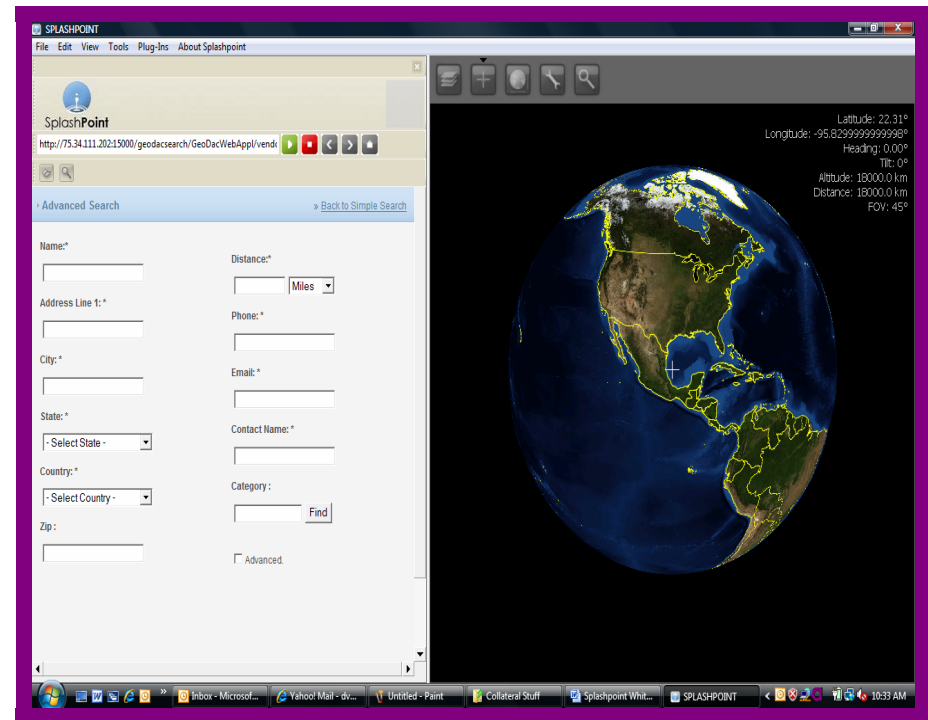 SPLASHPOINT
File Edit View Tools Plug-Ins About Splashpoint
SplashPoint
http://75.34.111.202:15000/geodacsearch/GeoDacWebAppl/vend
Advanced Search
» Back to Simple Search
Name:*
Address Line 1: *
City: *
State: *
- Select State -
Country: *
- Select Country -
Zip :
Distance:*
Miles
Phone: *
Email: *
Contact Name: *
Category :
Find
Advanced.
Latitude: 22.31°
Longitude: -95.8299999999998°
Heading: 0.00°
Tilt: 0°
Altitude: 18000.0 km
Distance: 18000.0 km
FOV: 45°
Inbox - Microsof...
Yahoo! Mail - dv...
Untitled - Paint
Collateral Stuff
Splashpoint Whit...
SPLASHPOINT
10:33 AM